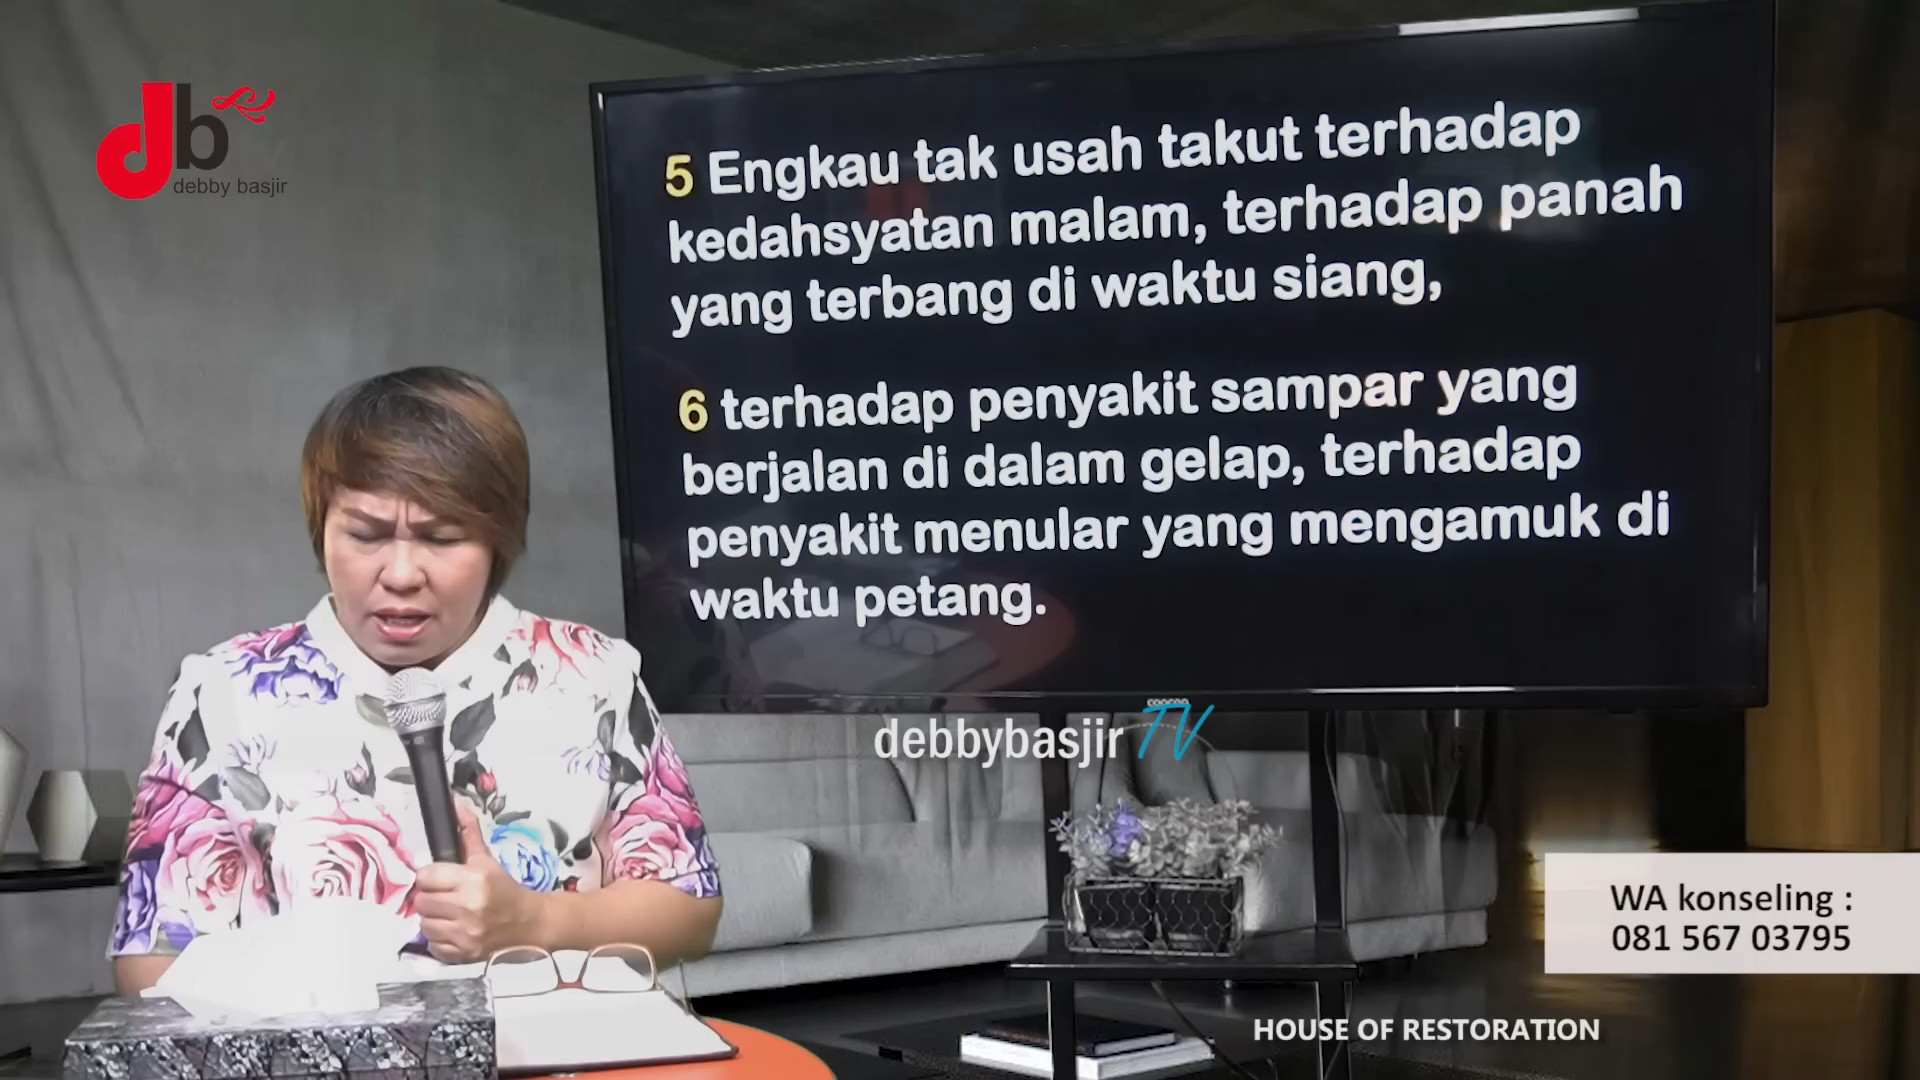 db
debby basjir
5 Engkau tak usah takut terhadap
kedahsyatan malam, terhadap panah
yang terbang di waktu siang,
6 terhadap penyakit sampar yang
berjalan di dalam gelap, terhadap
penyakit menular yang mengamuk di
waktu petang.
coocaa
debbybasjir TV
WA konseling :
081 567 03795
HOUSE OF RESTORATION